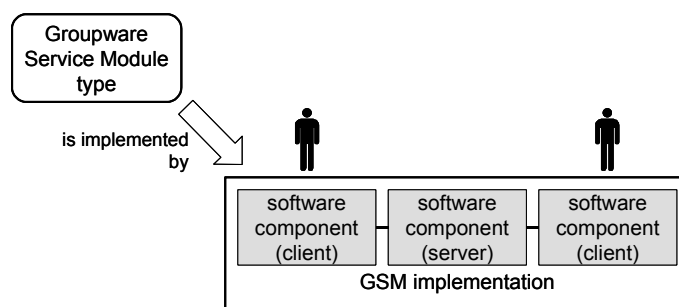 Groupware
Service Module
type
is implemented
by
software
component
(client)
software
component
(server)
software
component
(client)
GSM implementation